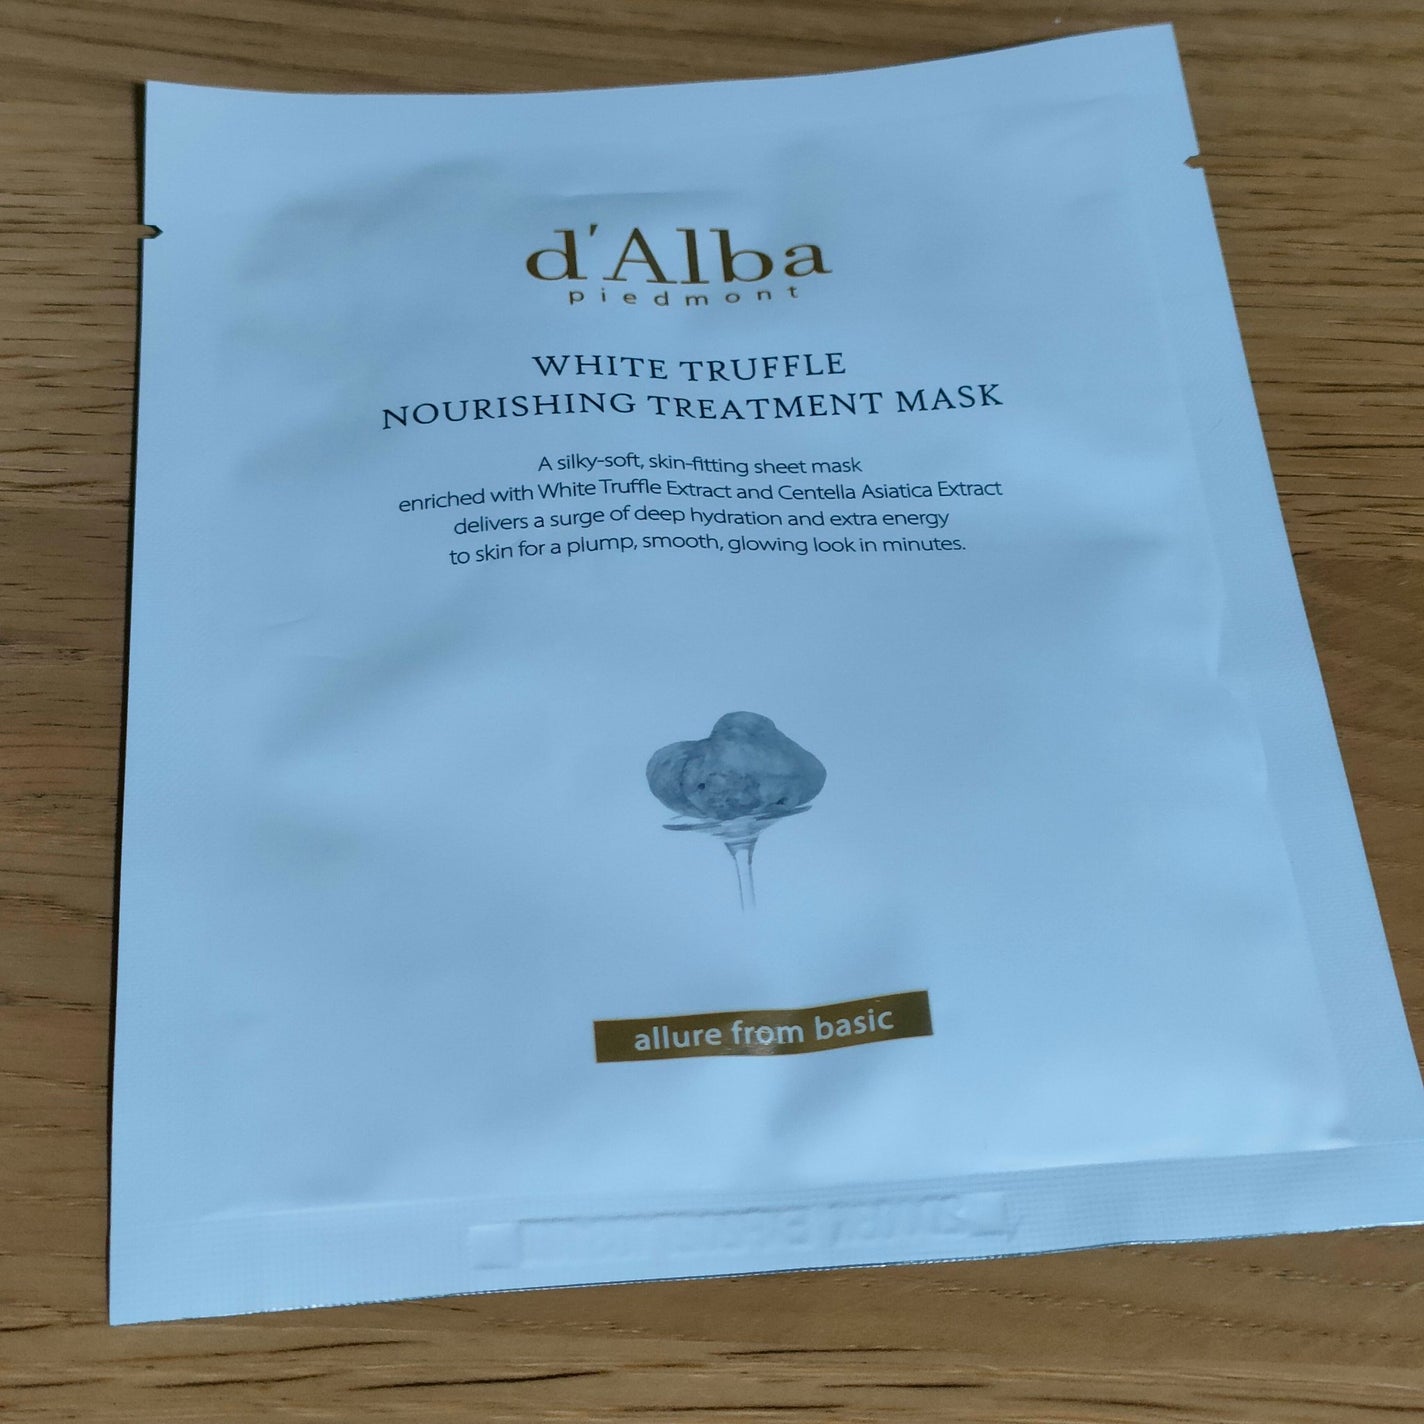 d'Alba
piedmont
WHITE TRUFFLE
NOURISHING TREATMENT MASK
A silky-soft, skin-fitting sheet mask
enriched with White Truffle Extract and Centella Asiatica Extract
delivers a surge of deep hydration and extra energy
to skin for a plump, smooth, glowing look in minutes.
allure from basic